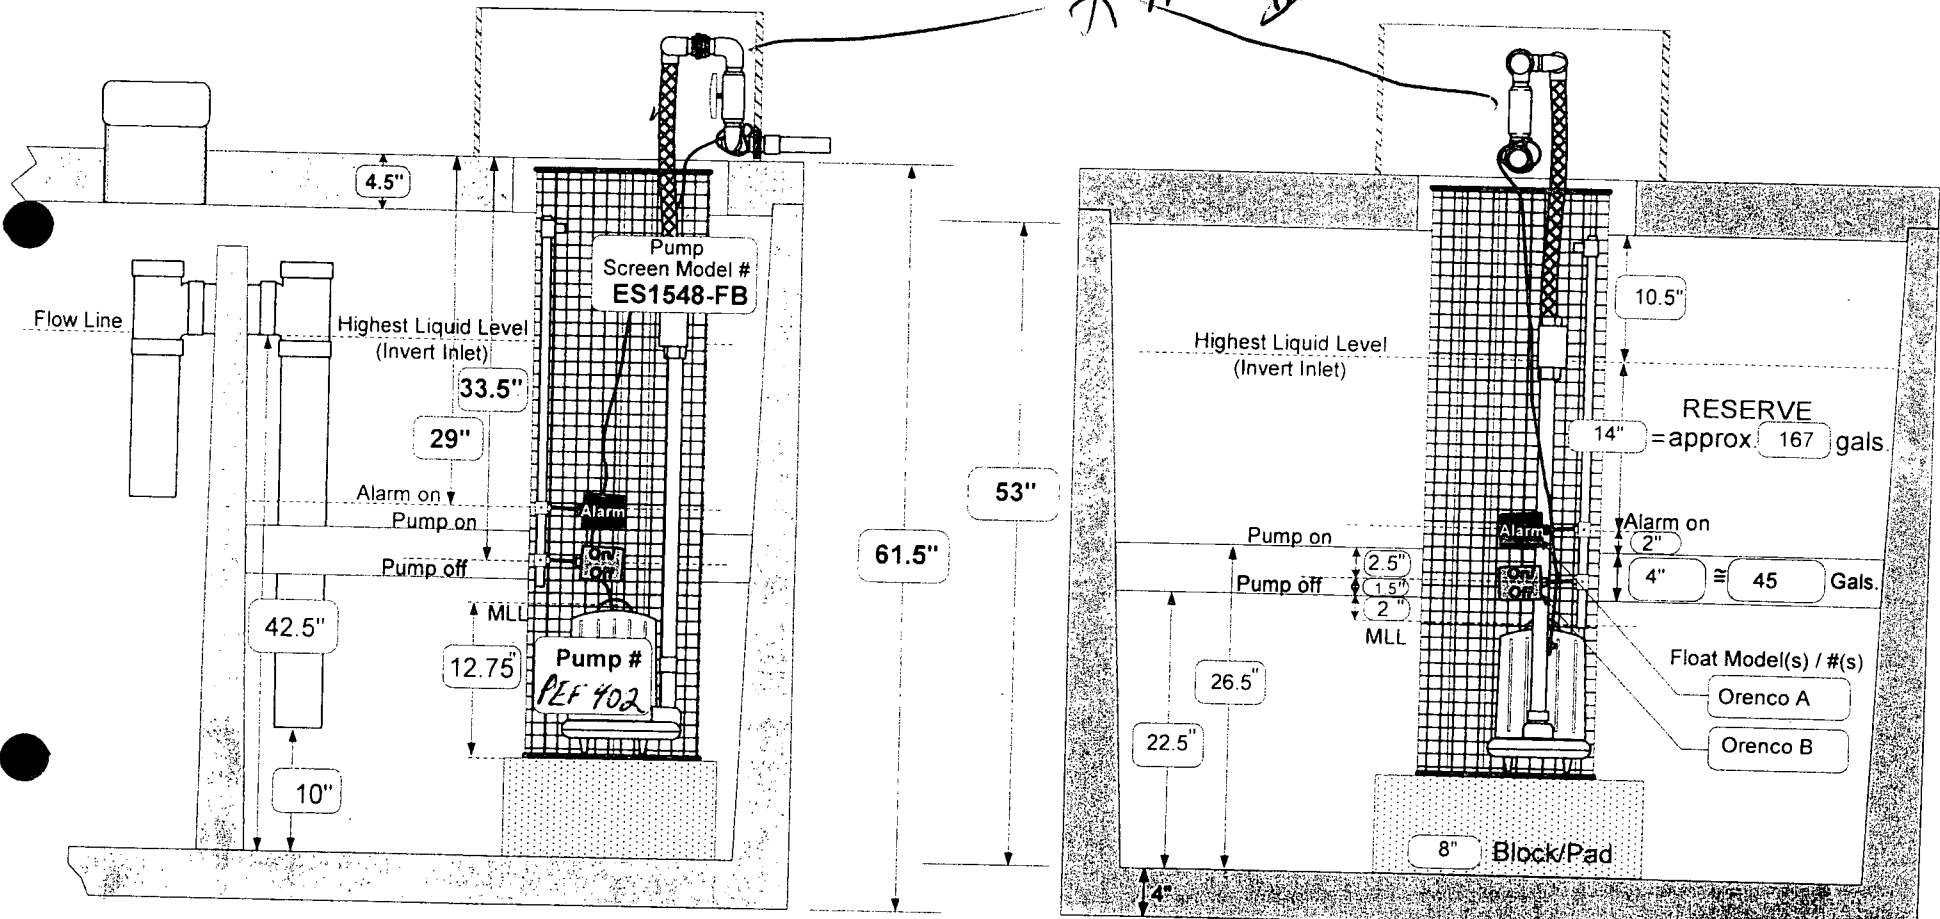 4.5"
Pump
Screen Model #
ES1548-FB
Flow Line
Highest Liquid Level
(Invert Inlet)
33.5"
29"
Alarm on
Pump on
Pump off
Alarm
On/
Off
MLL
42.5"
12.75"
Pump #
PEF 402
10"
61.5"
53"
10.5"
Highest Liquid Level
(Invert Inlet)
RESERVE
14" = approx. 167 gals.
Alarm
Alarm on
Pump on
2"
2.5"
On/
Off
Pump off
1.5"
4" ≅ 45 Gals.
2"
MLL
Float Model(s) / #(s)
26.5"
Orenco A
22.5"
Orenco B
8" Block/Pad
4"